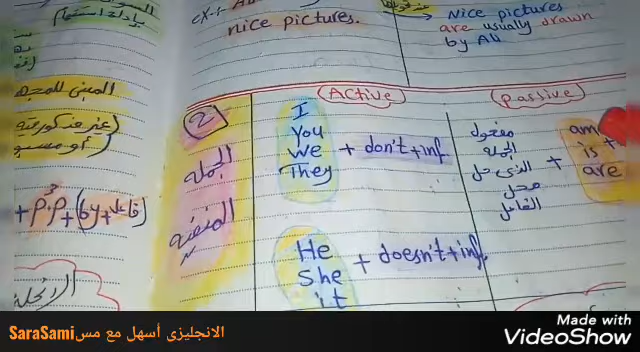 nice pictures.
Nice pictures
are usually drawn
by Ali
المبنى للمجه
+ P.P + (by + فاعل)
Active
Passive
2
الجملة
المنفية
I
You
We
They
+ don't + inf
He
She
it
+ doesn't + inf
مفعول
الجملة
الذى حل
محل
الفاعل
+
am
is
are
+
SaraSami الانجليزى أسهل مع مس
Made with
VideoShow